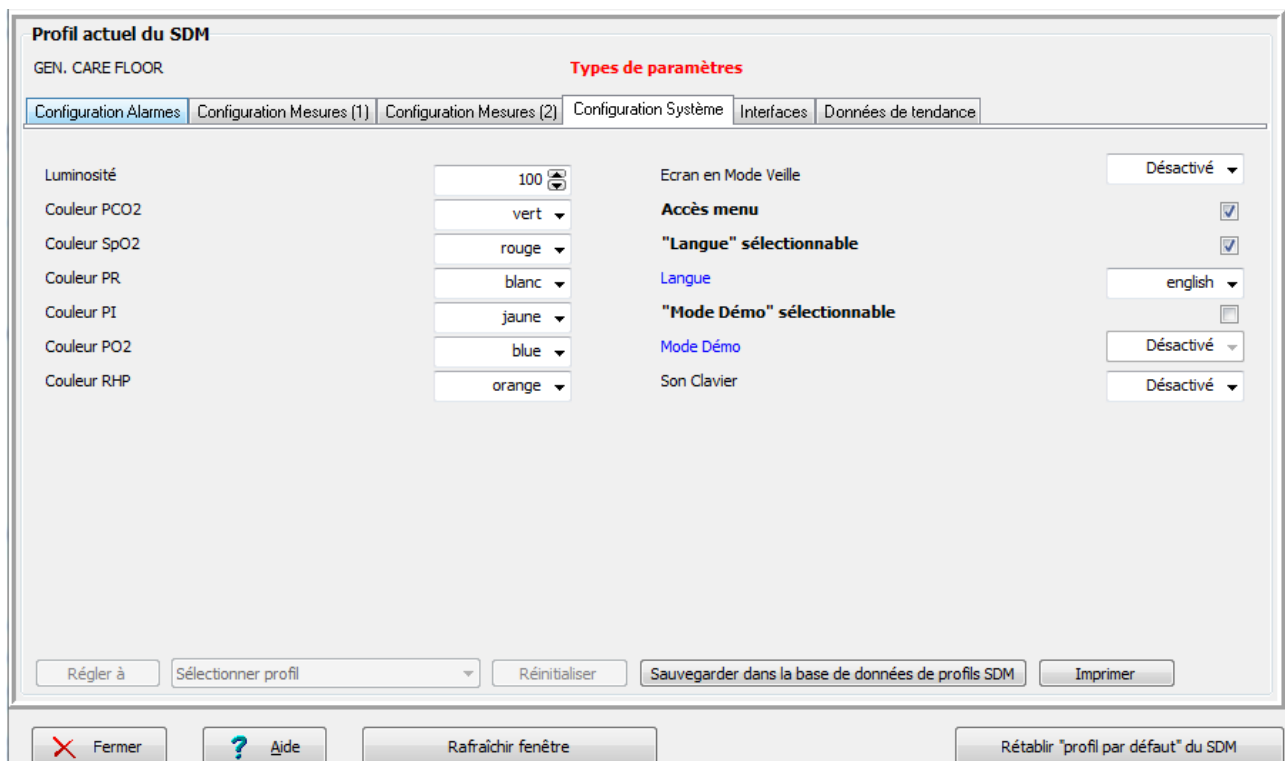 Profil actuel du SDM
GEN. CARE FLOOR
Types de paramètres
Configuration Alarmes Configuration Mesures (1) Configuration Mesures (2) Configuration Système Interfaces Données de tendance
Luminosité 100
Couleur PCO2 vert
Couleur SpO2 rouge
Couleur PR blanc
Couleur PI jaune
Couleur PO2 blue
Couleur RHP orange
Ecran en Mode Veille Désactivé
Accès menu
"Langue" sélectionnable
Langue english
"Mode Démo" sélectionnable
Mode Démo Désactivé
Son Clavier Désactivé
Régler à Sélectionner profil Réinitialiser Sauvegarder dans la base de données de profils SDM Imprimer
Fermer Aide Rafraîchir fenêtre Rétablir "profil par défaut" du SDM